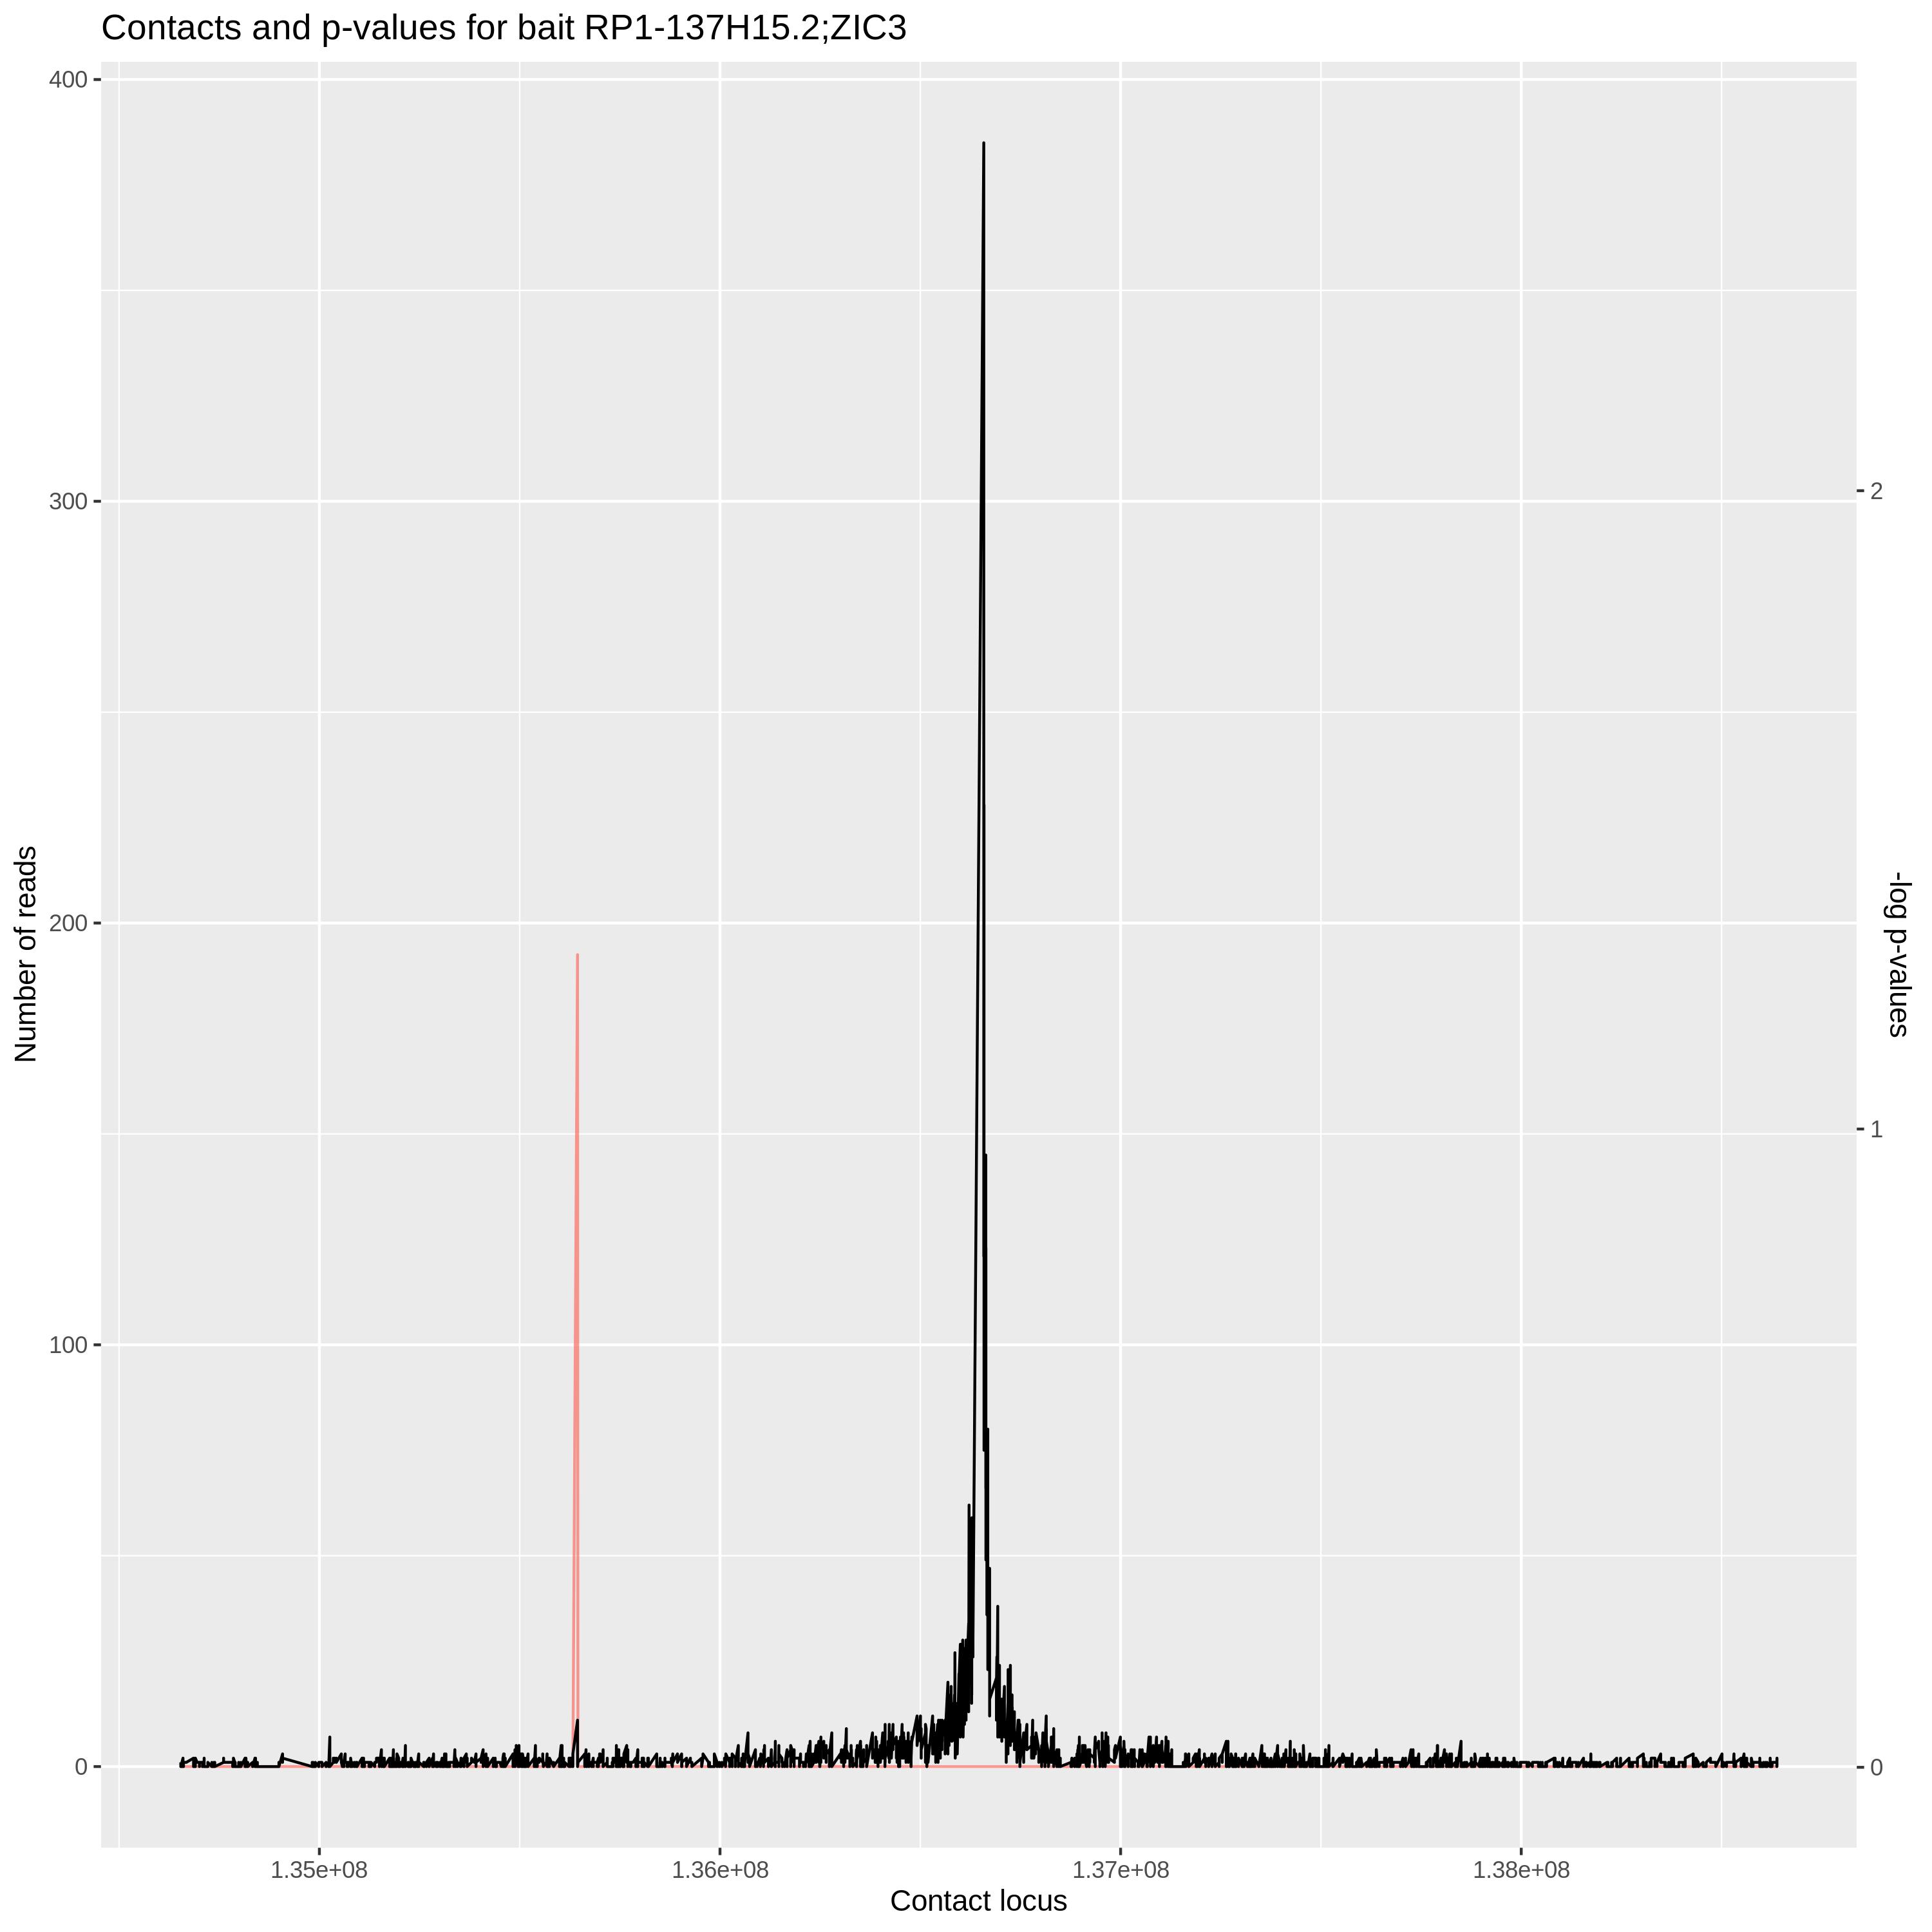 Contacts and p-values for bait RP1-137H15.2;ZIC3
400
300
200
100
0
Number of reads
2
1
0
-log p-values
1.35e+08
1.36e+08
1.37e+08
1.38e+08
Contact locus